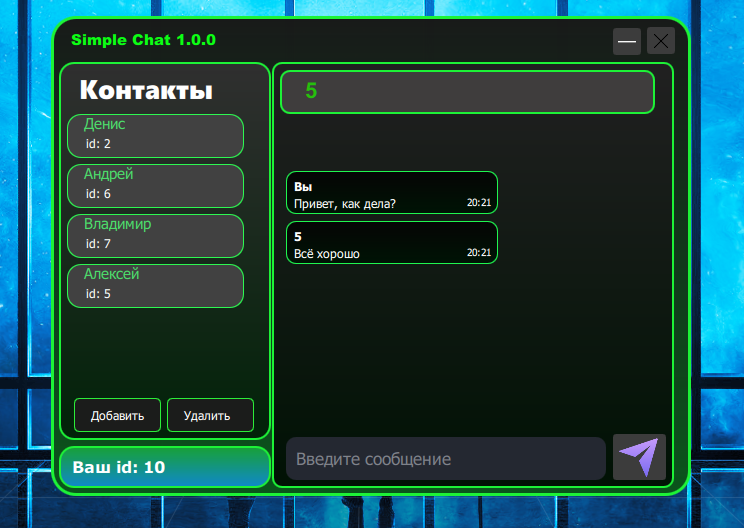 Simple Chat 1.0.0
Контакты
Денис
id: 2
Андрей
id: 6
Владимир
id: 7
Алексей
id: 5
Добавить
Удалить
Ваш id: 10
5
Вы
Привет, как дела? 20:21
5
Всё хорошо 20:21
Введите сообщение